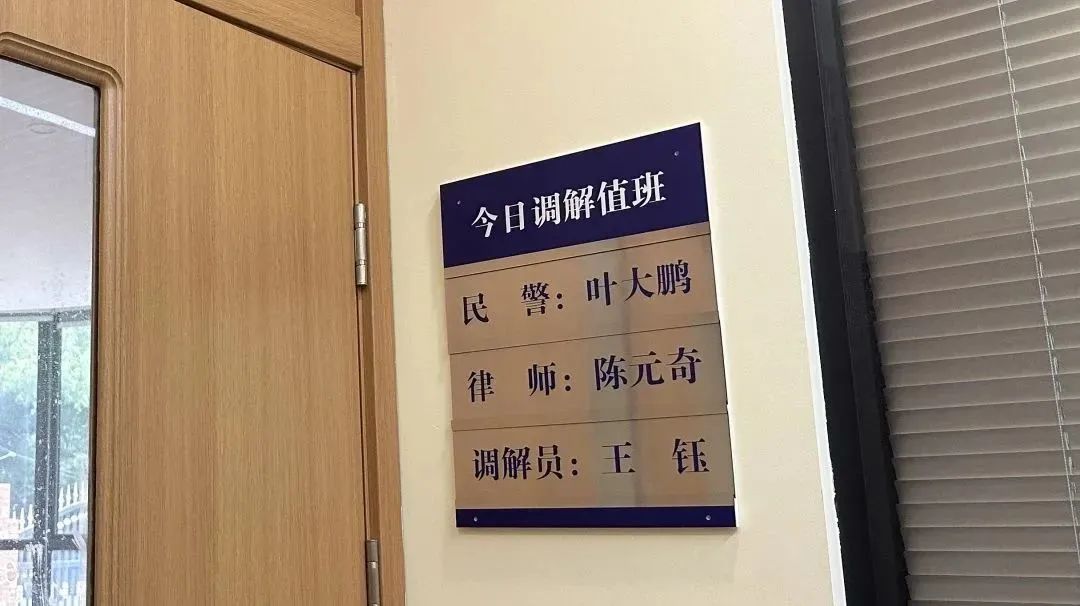 今日调解值班
民 警：叶大鹏
律 师：陈元奇
调解员：王 钰